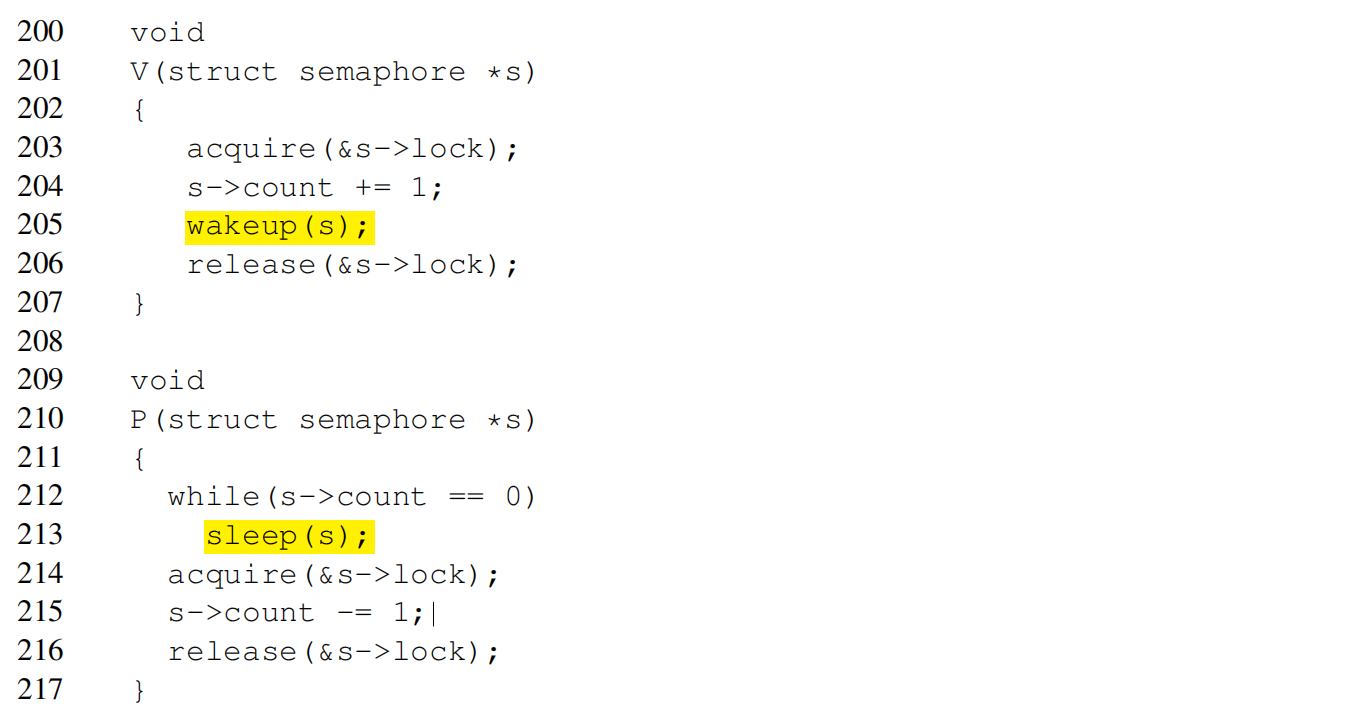 200 void
201 V(struct semaphore *s)
202 {
203 acquire(&s->lock);
204 s->count += 1;
205 wakeup(s);
206 release(&s->lock);
207 }
208
209 void
210 P(struct semaphore *s)
211 {
212 while(s->count == 0)
213 sleep(s);
214 acquire(&s->lock);
215 s->count -= 1;|
216 release(&s->lock);
217 }